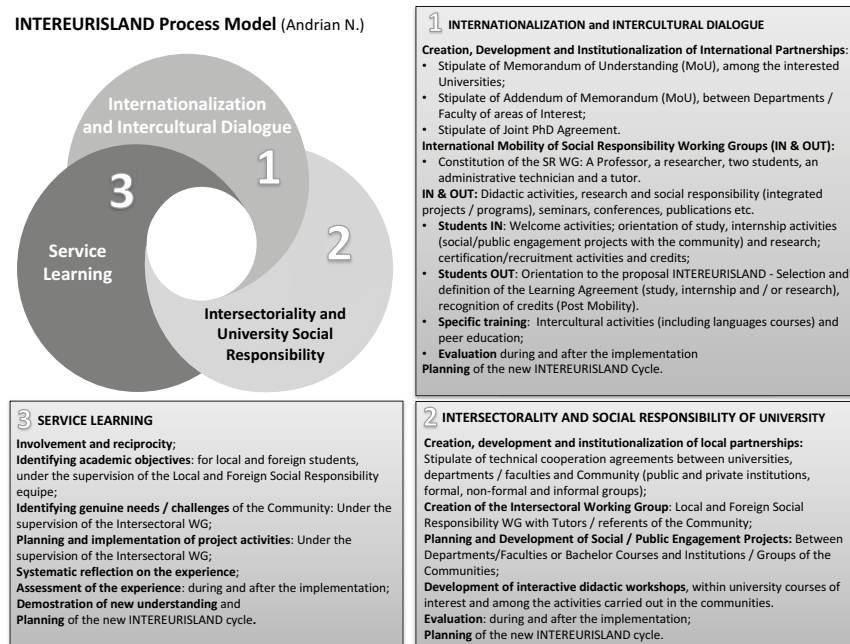 INTEREURISLAND Process Model (Andrian N.)
Internationalization
and Intercultural Dialogue
1
3
2
Service
Learning
Intersectoriality and
University Social
Responsibility
1 INTERNATIONALIZATION and INTERCULTURAL DIALOGUE
Creation, Development and Institutionalization of International Partnerships:
• Stipulate of Memorandum of Understanding (MoU), among the interested
Universities;
• Stipulate of Addendum of Memorandum (MoU), between Departments /
Faculty of areas of Interest;
• Stipulate of Joint PhD Agreement.
International Mobility of Social Responsibility Working Groups (IN & OUT):
• Constitution of the SR WG: A Professor, a researcher, two students, an
administrative technician and a tutor.
IN & OUT: Didactic activities, research and social responsibility (integrated
projects / programs), seminars, conferences, publications etc.
• Students IN: Welcome activities; orientation of study, internship activities
(social/public engagement projects with the community) and research;
certification/recruitment activities and credits;
• Students OUT: Orientation to the proposal INTEREURISLAND - Selection and
definition of the Learning Agreement (study, internship and / or research),
recognition of credits (Post Mobility).
• Specific training: Intercultural activities (including languages courses) and
peer education;
• Evaluation during and after the implementation
Planning of the new INTEREURISLAND Cycle.
3 SERVICE LEARNING
Involvement and reciprocity;
Identifying academic objectives: for local and foreign students,
under the supervision of the Local and Foreign Social Responsibility
equipe;
Identifying genuine needs / challenges of the Community: Under the
supervision of the Intersectoral WG;
Planning and implementation of project activities: Under the
supervision of the Intersectoral WG;
Systematic reflection on the experience;
Assessment of the experience: during and after the implementation;
Demostration of new understanding and
Planning of the new INTEREURISLAND cycle.
2 INTERSECTORALITY AND SOCIAL RESPONSIBILITY OF UNIVERSITY
Creation, development and institutionalization of local partnerships:
Stipulate of technical cooperation agreements between universities,
departments / faculties and Community (public and private institutions,
formal, non-formal and informal groups);
Creation of the Intersectoral Working Group: Local and Foreign Social
Responsibility WG with Tutors / referents of the Community;
Planning and Development of Social / Public Engagement Projects: Between
Departments/Faculties or Bachelor Courses and Institutions / Groups of the
Communities;
Development of interactive didactic workshops, within university courses of
interest and among the activities carried out in the communities.
Evaluation: during and after the implementation;
Planning of the new INTEREURISLAND cycle.